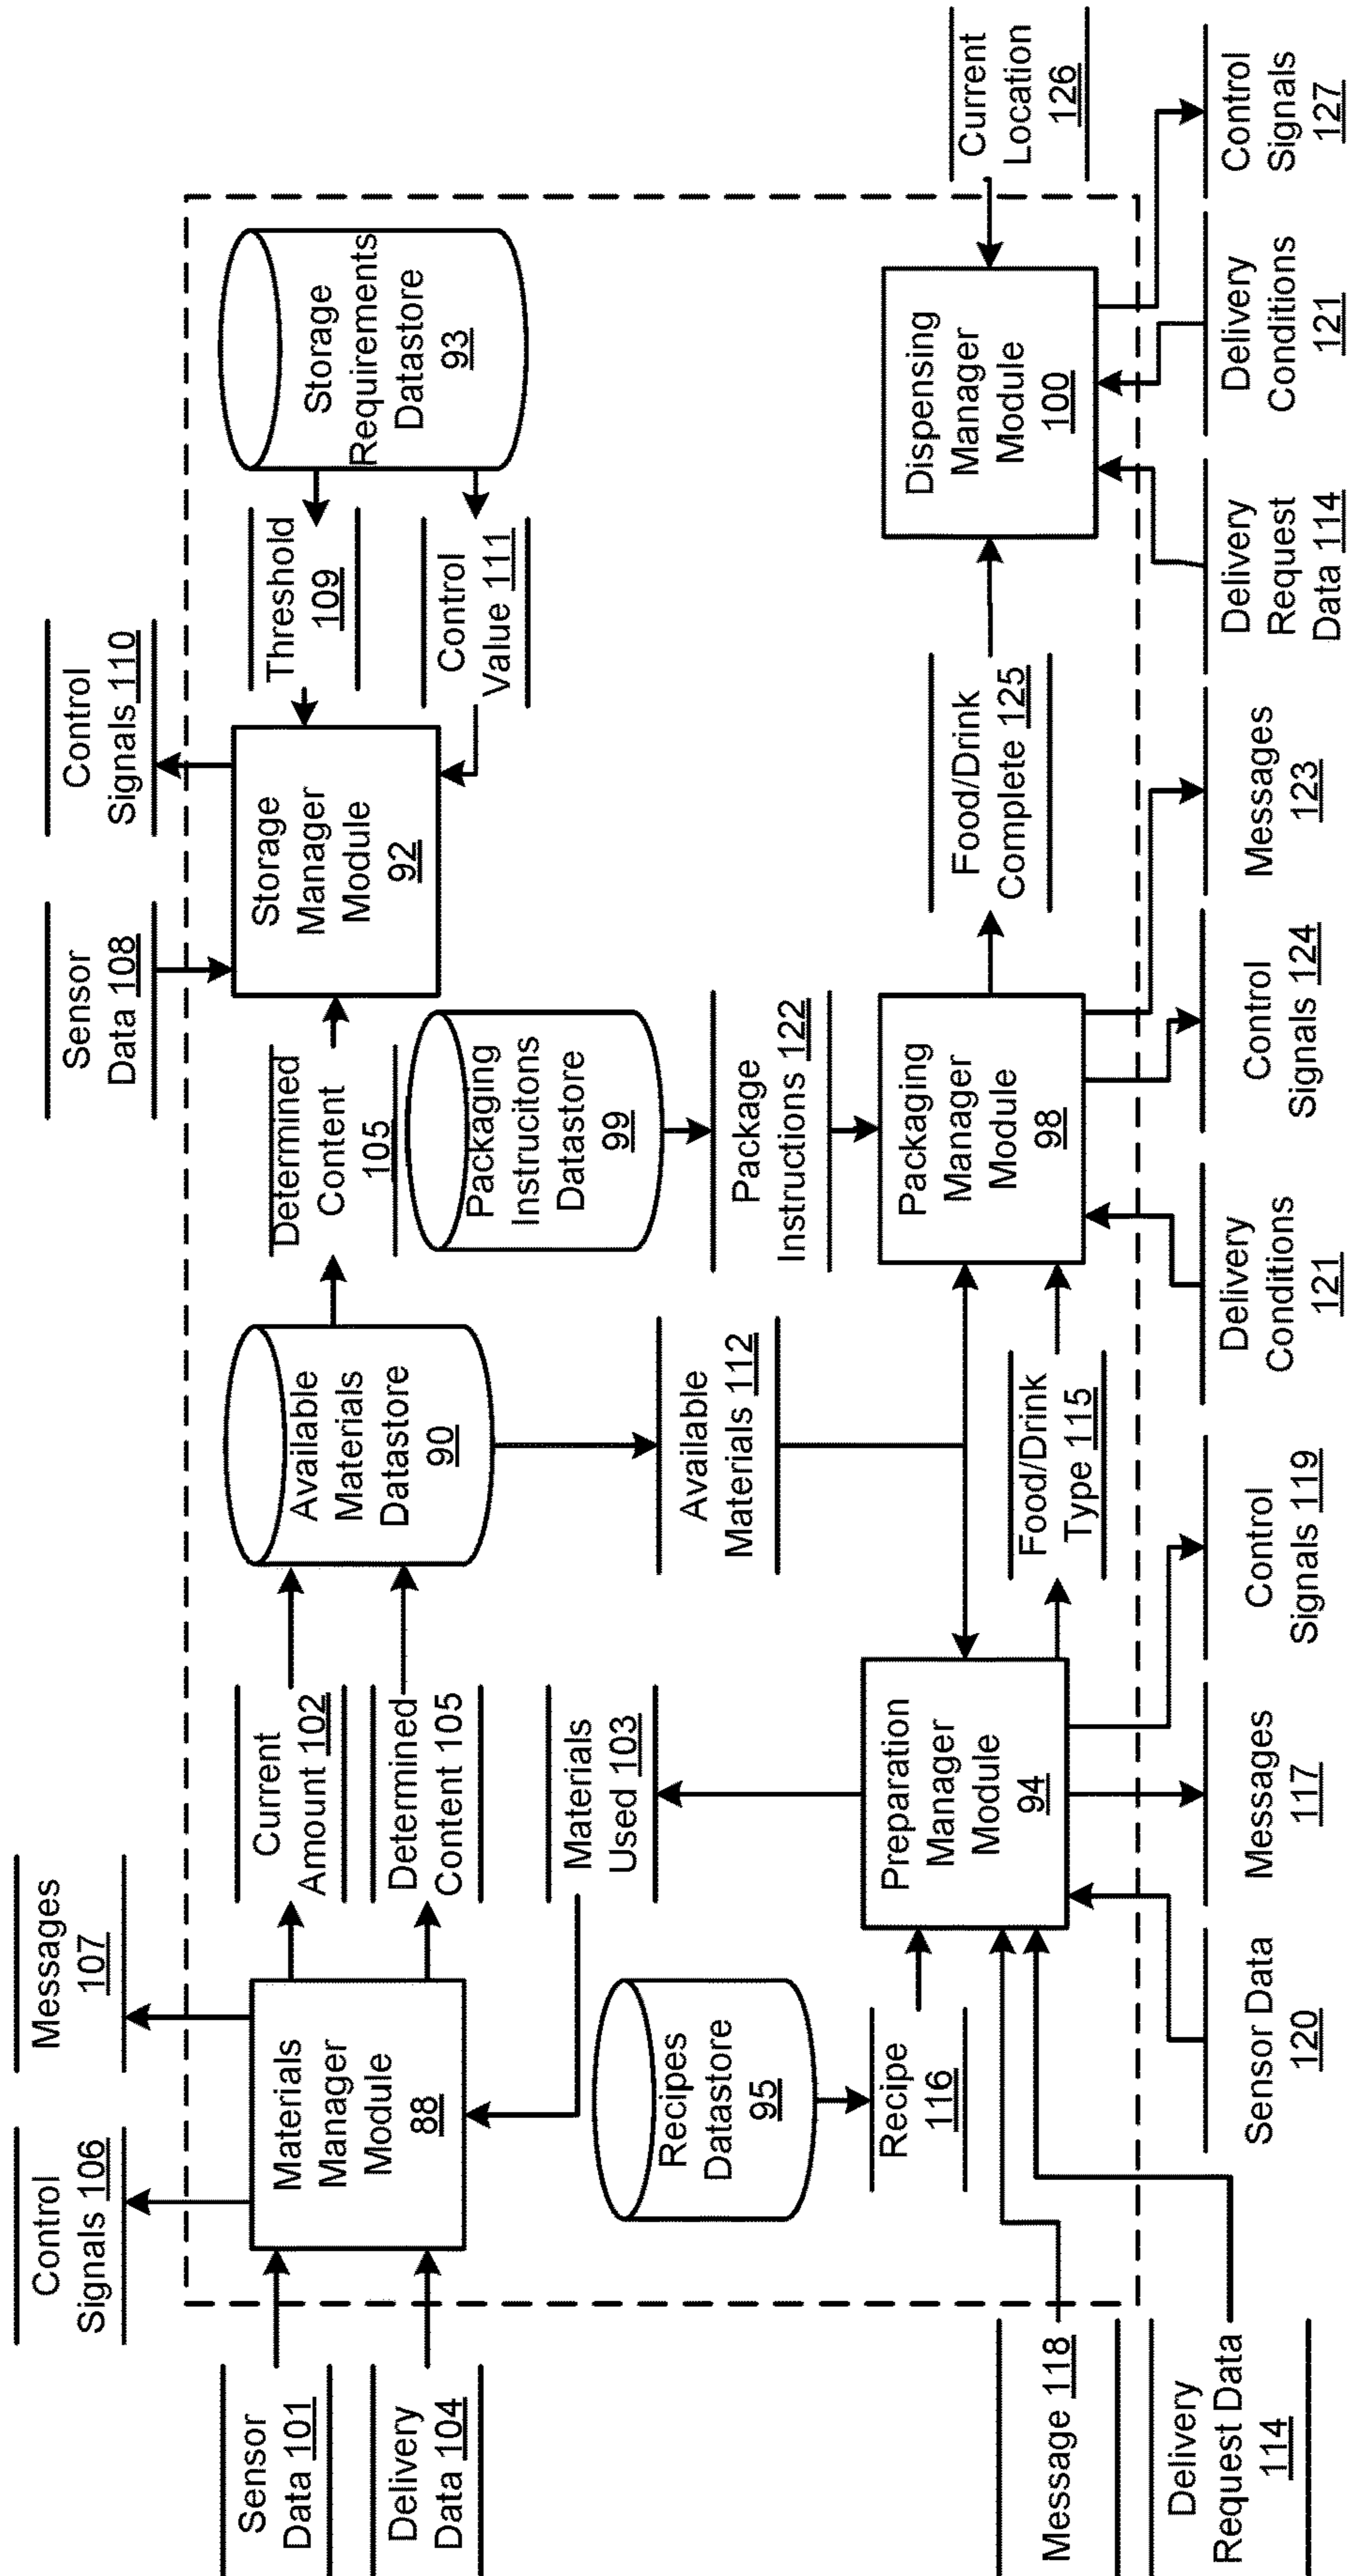 Control
Signals 106
Messages
107
Sensor
Data 108
Control
Signals 110
Sensor
Data 101
Delivery
Data 104
Materials
Manager
Module
88
Current
Amount 102
Determined
Content 105
Available
Materials
Datastore
90
Determined
Content
105
Storage
Manager
Module
92
Threshold
109
Control
Value 111
Storage
Requirements
Datastore
93
Materials
Used 103
Recipes
Datastore
95
Recipe
116
Available
Materials 112
Packaging
Instrucitons
Datastore
99
Package
Instructions 122
Message 118
Delivery
Request Data
114
Preparation
Manager
Module
94
Food/Drink
Type 115
Packaging
Manager
Module
98
Food/Drink
Complete 125
Dispensing
Manager
Module
100
Current
Location
126
Sensor Data
120
Messages
117
Control
Signals 119
Delivery
Conditions
121
Control
Signals 124
Messages
123
Delivery
Request
Data 114
Delivery
Conditions
121
Control
Signals
127